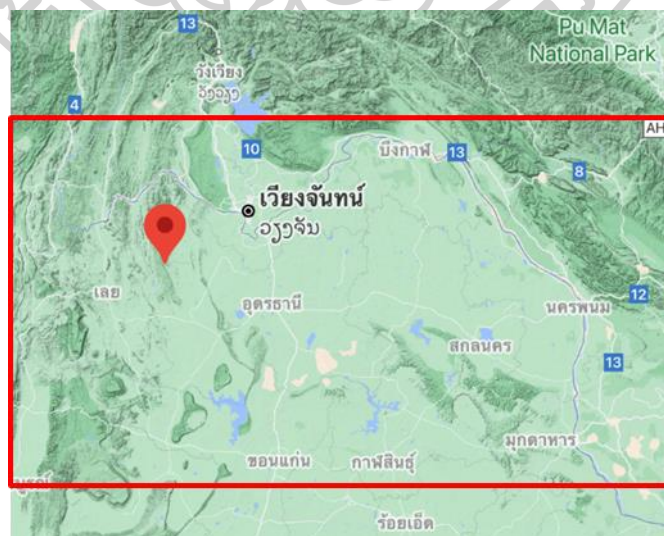 13
Pu Mat
National Park
วังเวียง
ວັງວຽງ
4
AH
10
บึงกาฬ
13
8
เวียงจันทน์
ວຽງຈັນ
เลย
อุดรธานี
12
นครพนม
สกลนคร
13
มุกดาหาร
ขอนแก่น
กาฬสินธุ์
ร้อยเอ็ด